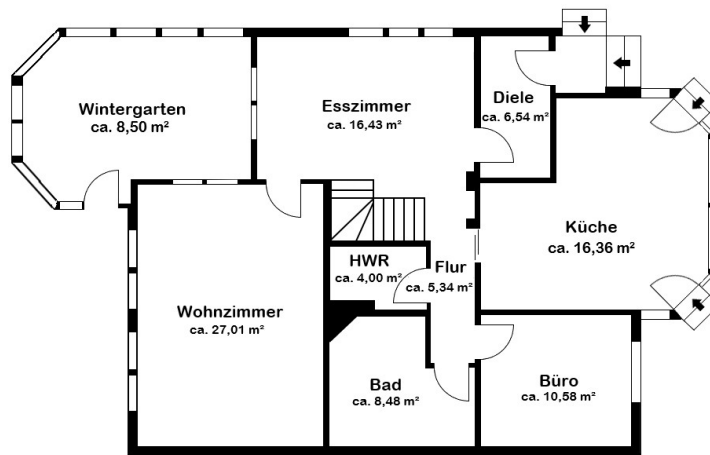 Wintergarten
ca. 8,50 m²
Esszimmer
ca. 16,43 m²
Diele
ca. 6,54 m²
Küche
ca. 16,36 m²
HWR
ca. 4,00 m²
Flur
ca. 5,34 m²
Wohnzimmer
ca. 27,01 m²
Bad
ca. 8,48 m²
Büro
ca. 10,58 m²